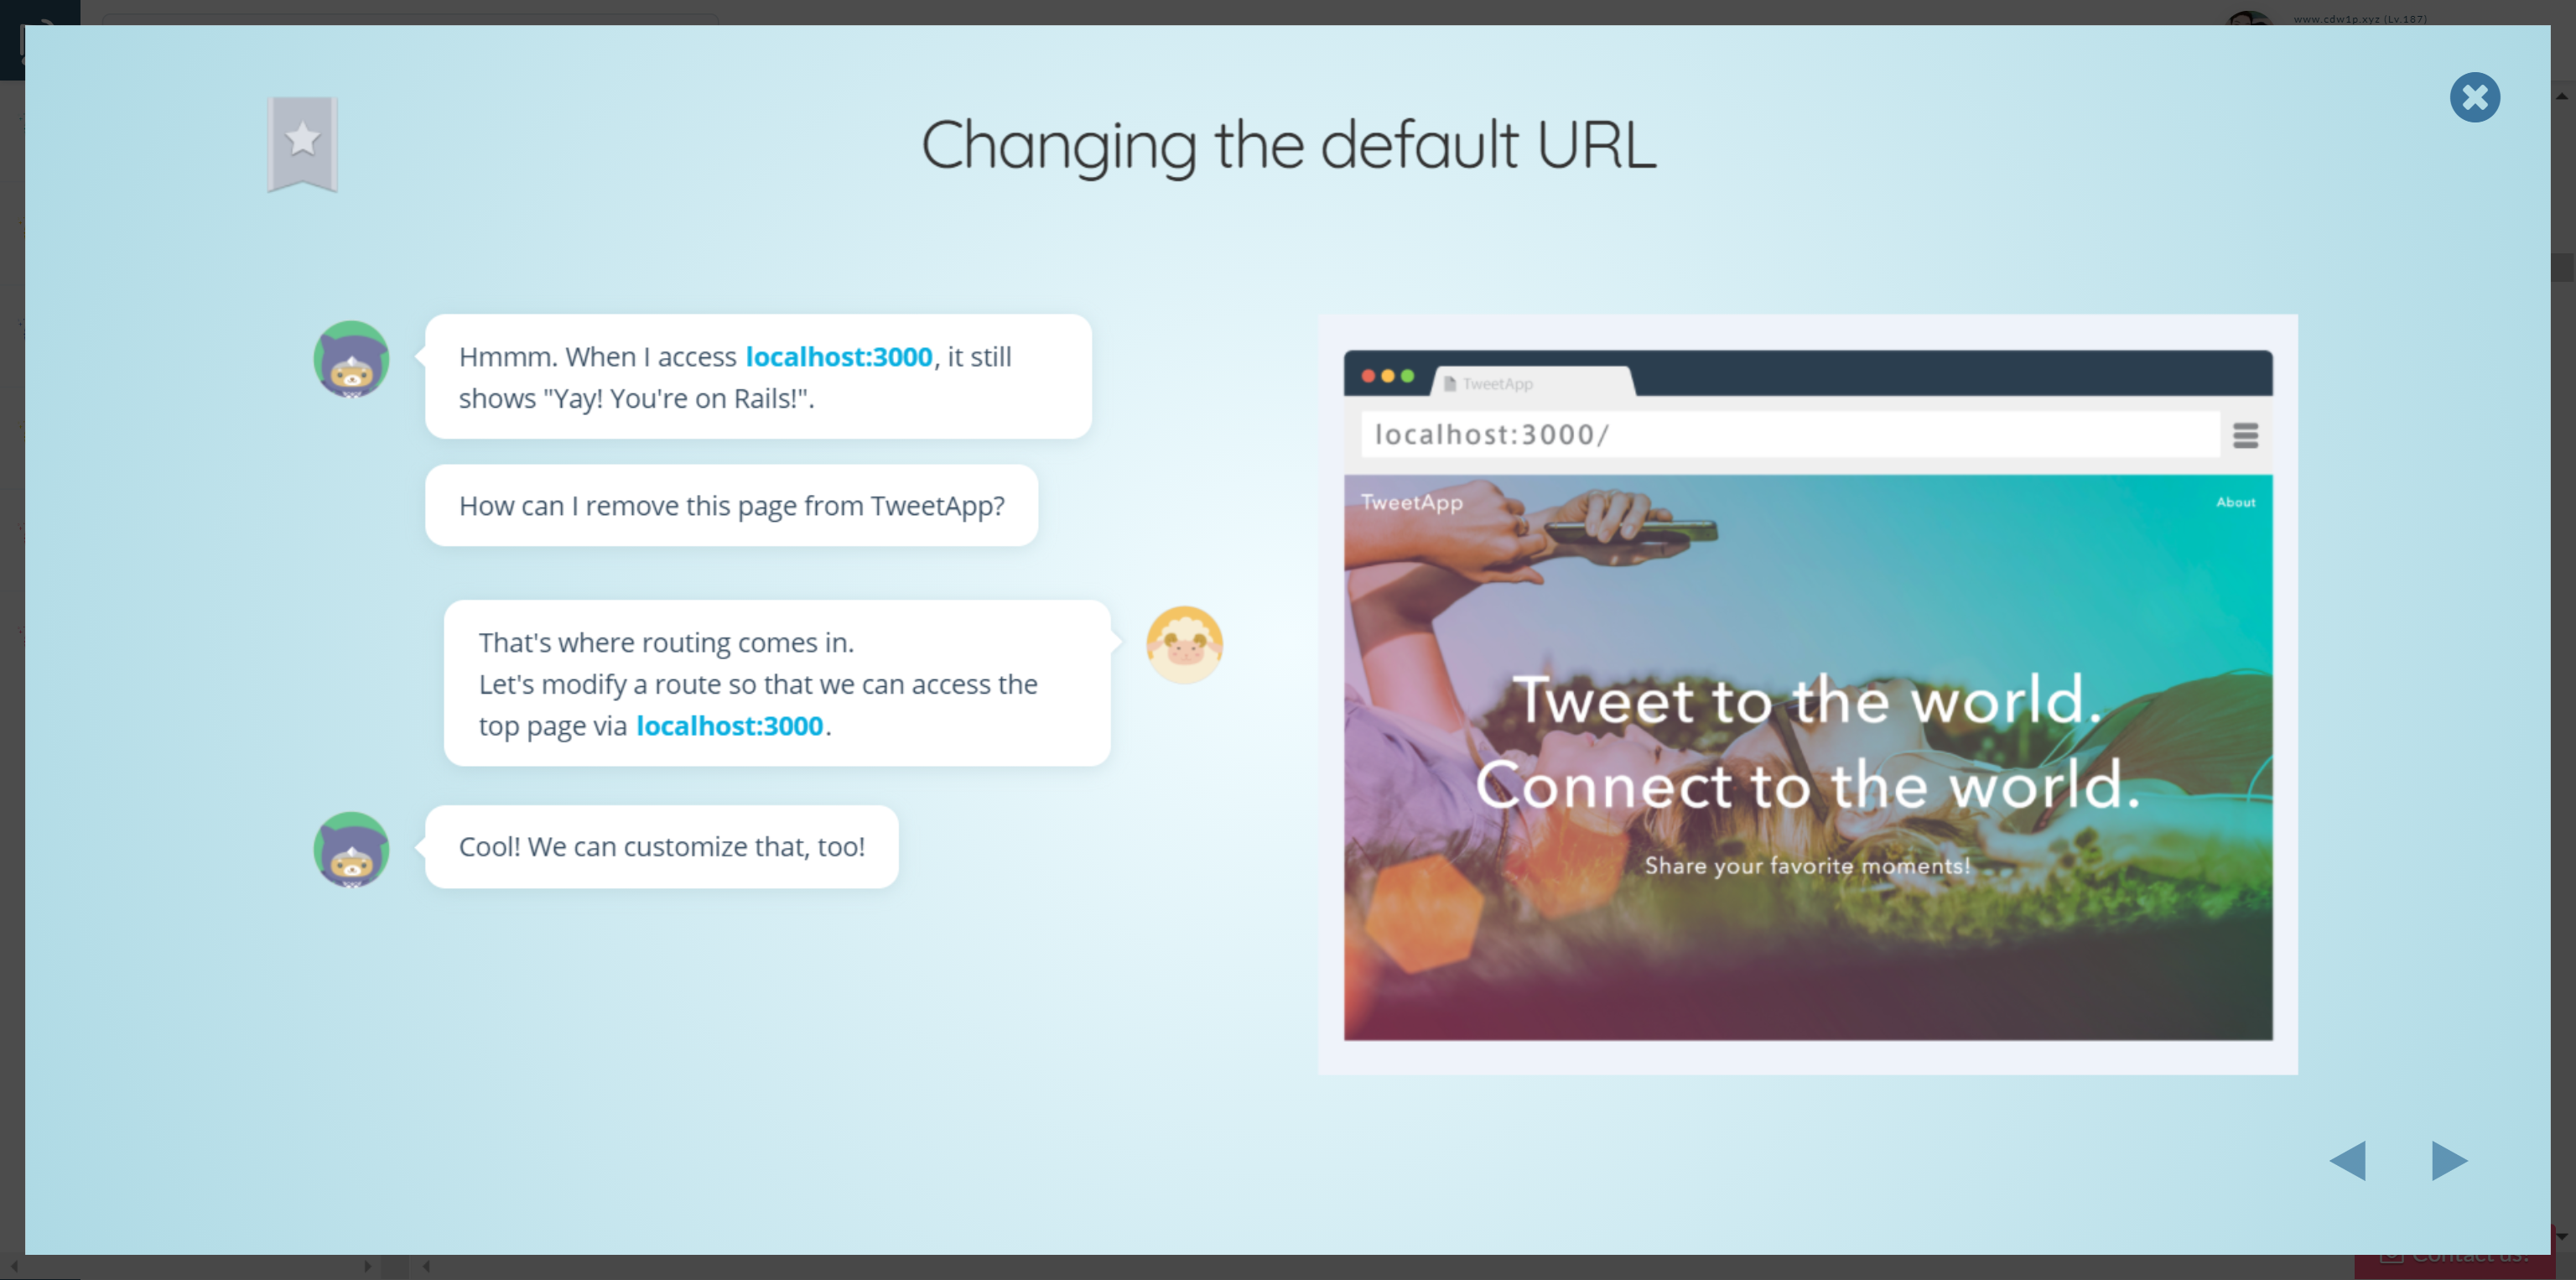 www.cdw1p.xyz (Lv.187)
Changing the default URL
Hmmm. When I access localhost:3000, it still
shows "Yay! You're on Rails!".
How can I remove this page from TweetApp?
That's where routing comes in.
Let's modify a route so that we can access the
top page via localhost:3000.
Cool! We can customize that, too!
TweetApp
localhost:3000/
TweetApp
About
Tweet to the world.
Connect to the world.
Share your favorite moments!
Contact us!